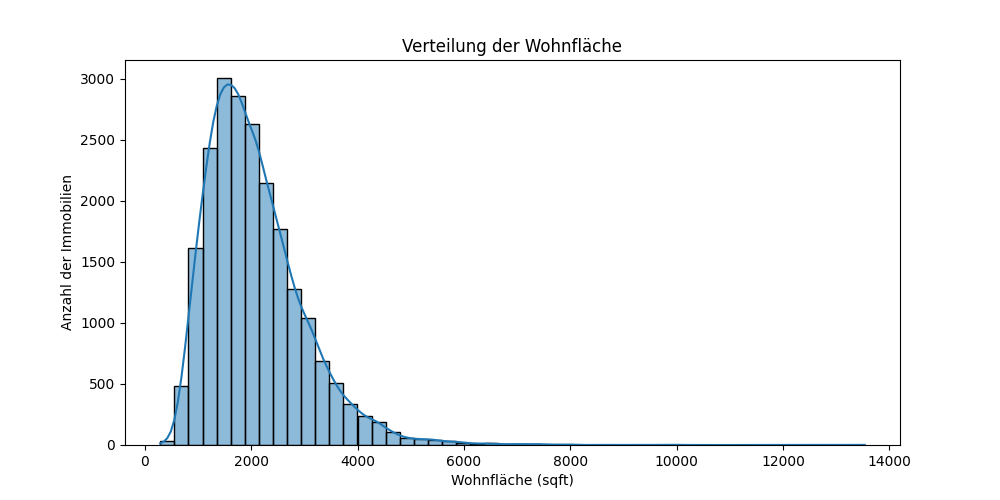 Verteilung der Wohnfläche
3000
2500
2000
1500
1000
500
0
Anzahl der Immobilien
0 2000 4000 6000 8000 10000 12000 14000
Wohnfläche (sqft)